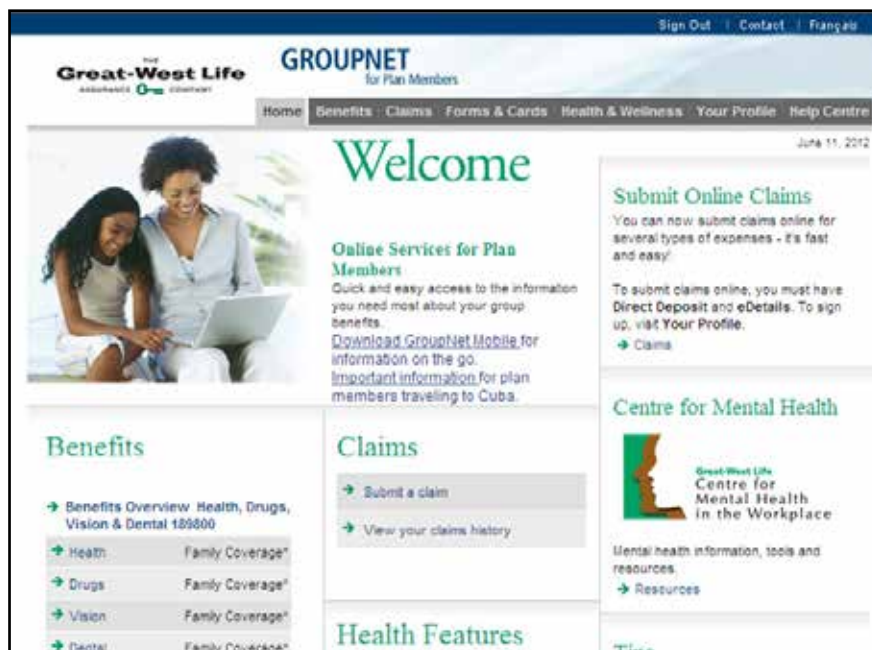 Sign Out | Contact | Français
THE
Great-West Life
ASSURANCE COMPANY
GROUPNET
for Plan Members
Home Benefits Claims Forms & Cards Health & Wellness Your Profile Help Centre
June 11, 2012
Welcome
Online Services for Plan
Members
Quick and easy access to the information
you need most about your group
benefits.
Download GroupNet Mobile for
information on the go.
Important information for plan
members traveling to Cuba.
Submit Online Claims
You can now submit claims online for
several types of expenses - it's fast
and easy!
To submit claims online, you must have
Direct Deposit and eDetails. To sign
up, visit Your Profile.
Claims
Benefits
Benefits Overview Health, Drugs,
Vision & Dental 189800
Health Family Coverage*
Drugs Family Coverage*
Vision Family Coverage*
Dental Family Coverage*
Claims
Submit a claim
View your claims history
Health Features
Centre for Mental Health
Great-West Life
Centre for
Mental Health
in the Workplace
Mental health information, tools and
resources.
Resources